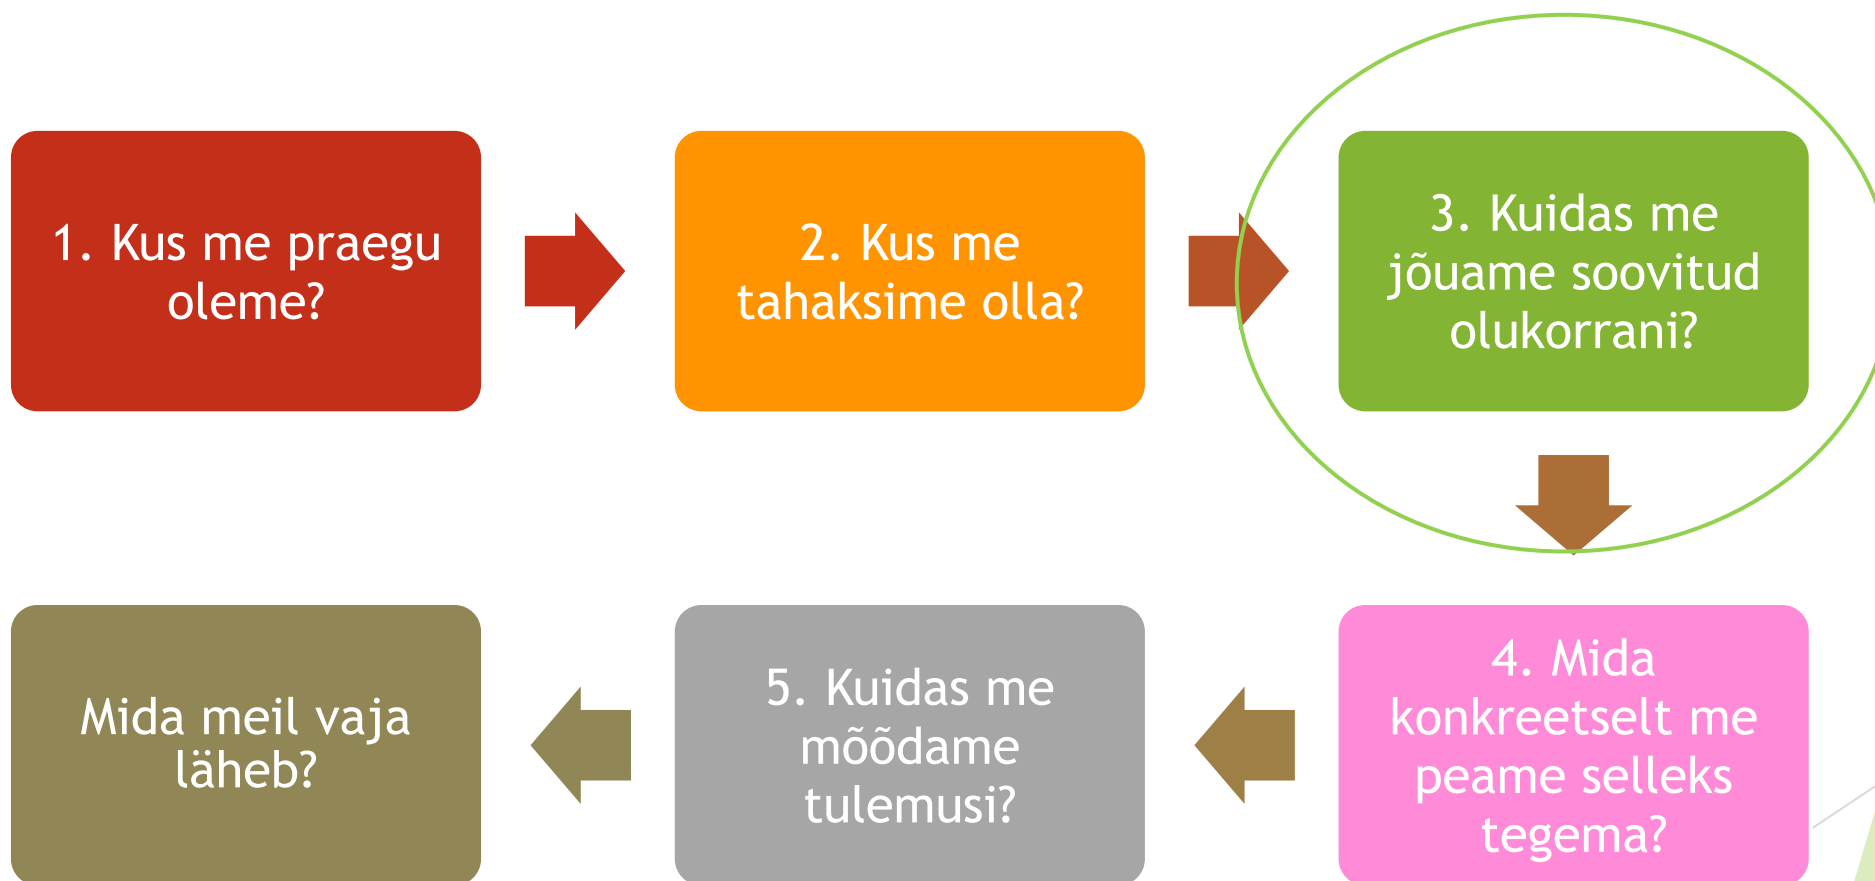 1. Kus me praegu
oleme?
2. Kus me
tahaksime olla?
3. Kuidas me
jõuame soovitud
olukorrani?
4. Mida
konkreetselt me
peame selleks
tegema?
5. Kuidas me
mõõdame
tulemusi?
Mida meil vaja
läheb?